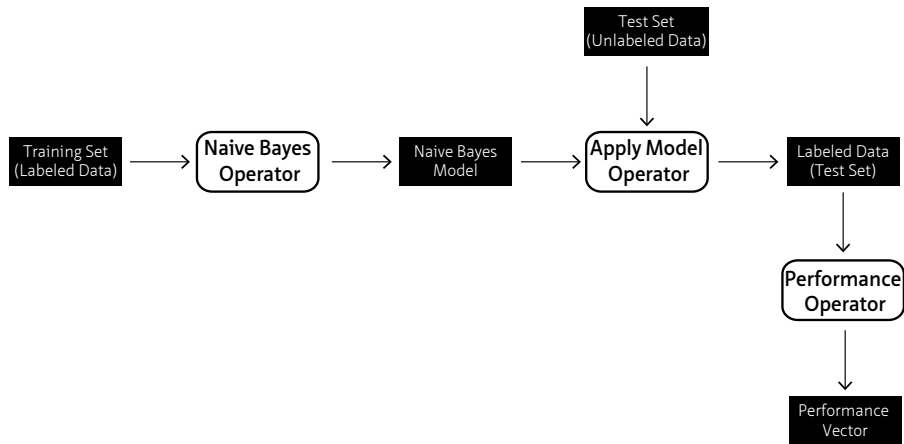 Test Set
(Unlabeled Data)
Training Set
(Labeled Data)
Naive Bayes
Operator
Naive Bayes
Model
Apply Model
Operator
Labeled Data
(Test Set)
Performance
Operator
Performance
Vector